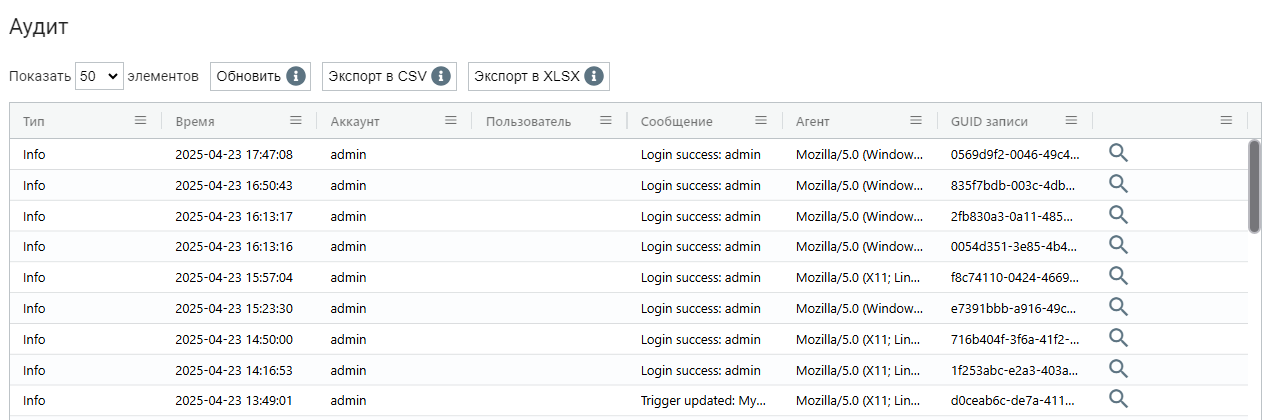 Аудит
Показать 50 элементов Обновить Экспорт в CSV Экспорт в XLSX
Тип Время Аккаунт Пользователь Сообщение Агент GUID записи
Info 2025-04-23 17:47:08 admin Login success: admin Mozilla/5.0 (Window... 0569d9f2-0046-49c4...
Info 2025-04-23 16:50:43 admin Login success: admin Mozilla/5.0 (Window... 835f7bdb-003c-4db...
Info 2025-04-23 16:13:17 admin Login success: admin Mozilla/5.0 (Window... 2fb830a3-0a11-485...
Info 2025-04-23 16:13:16 admin Login success: admin Mozilla/5.0 (Window... 0054d351-3e85-4b4...
Info 2025-04-23 15:57:04 admin Login success: admin Mozilla/5.0 (X11; Lin... f8c74110-0424-4669...
Info 2025-04-23 15:23:30 admin Login success: admin Mozilla/5.0 (Window... e7391bbb-a916-49c...
Info 2025-04-23 14:50:00 admin Login success: admin Mozilla/5.0 (X11; Lin... 716b404f-3f6a-41f2-...
Info 2025-04-23 14:16:53 admin Login success: admin Mozilla/5.0 (X11; Lin... 1f253abc-e2a3-403a...
Info 2025-04-23 13:49:01 admin Trigger updated: My... Mozilla/5.0 (X11; Lin... d0ceab6c-de7a-411...